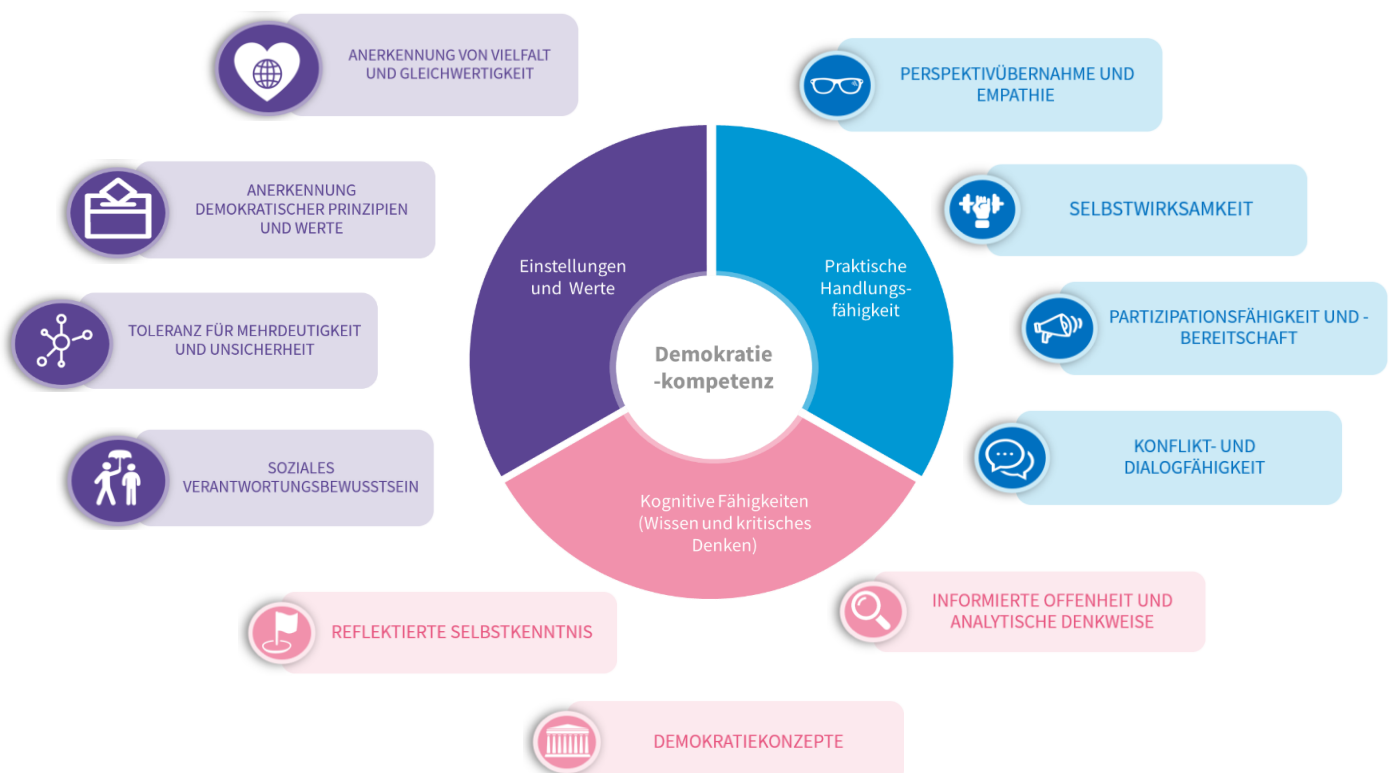 ANERKENNUNG VON VIELFALT
UND GLEICHWERTIGKEIT
ANERKENNUNG
DEMOKRATISCHER PRINZIPIEN
UND WERTE
TOLERANZ FÜR MEHRDEUTIGKEIT
UND UNSICHERHEIT
SOZIALES
VERANTWORTUNGSBEWUSSTSEIN
Einstellungen
und Werte
Demokratie
-kompetenz
Praktische
Handlungs-
fähigkeit
Kognitive Fähigkeiten
(Wissen und kritisches
Denken)
PERSPEKTIVÜBERNAHME UND
EMPATHIE
SELBSTWIRKSAMKEIT
PARTIZIPATIONSFÄHIGKEIT UND -
BEREITSCHAFT
KONFLIKT- UND
DIALOGFÄHIGKEIT
REFLEKTIERTE SELBSTKENNTNIS
INFORMIERTE OFFENHEIT UND
ANALYTISCHE DENKWEISE
DEMOKRATIEKONZEPTE